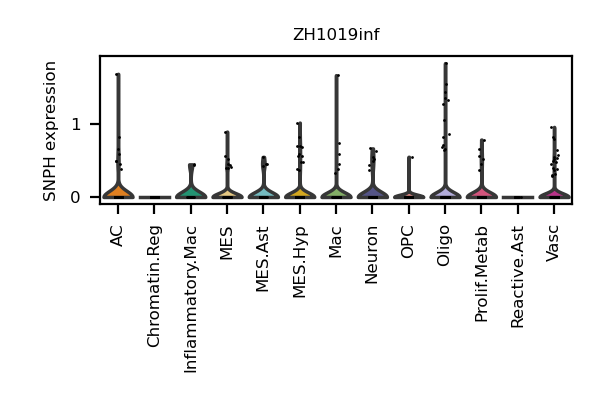 ZH1019inf
SNPH expression
1
0
AC
Chromatin.Reg
Inflammatory.Mac
MES
MES.Ast
MES.Hyp
Mac
Neuron
OPC
Oligo
Prolif.Metab
Reactive.Ast
Vasc